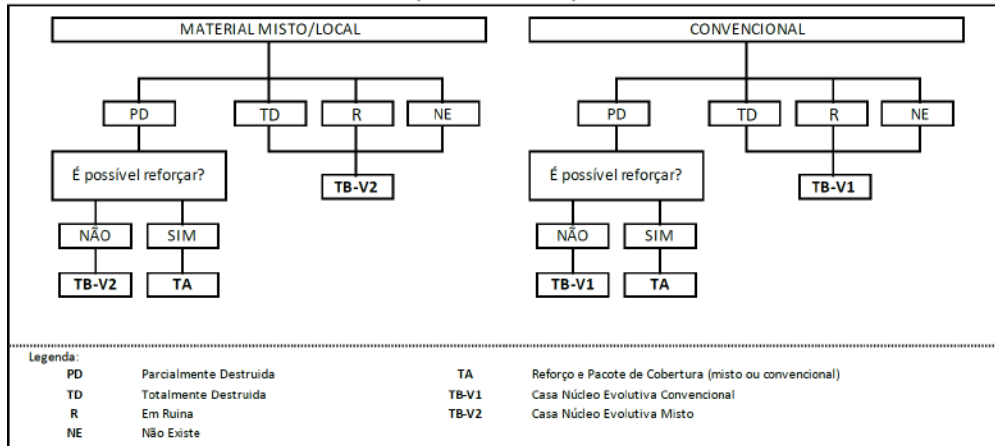 MATERIAL MISTO/LOCAL
PD
TD
R
NE
É possível reforçar?
TB-V2
NÃO
SIM
TB-V2
TA
CONVENCIONAL
PD
TD
R
NE
É possível reforçar?
TB-V1
NÃO
SIM
TB-V1
TA
Legenda:
PD Parcialmente Destruida
TD Totalmente Destruida
R Em Ruina
NE Não Existe
TA Reforço e Pacote de Cobertura (misto ou convencional)
TB-V1 Casa Núcleo Evolutiva Convencional
TB-V2 Casa Núcleo Evolutiva Misto